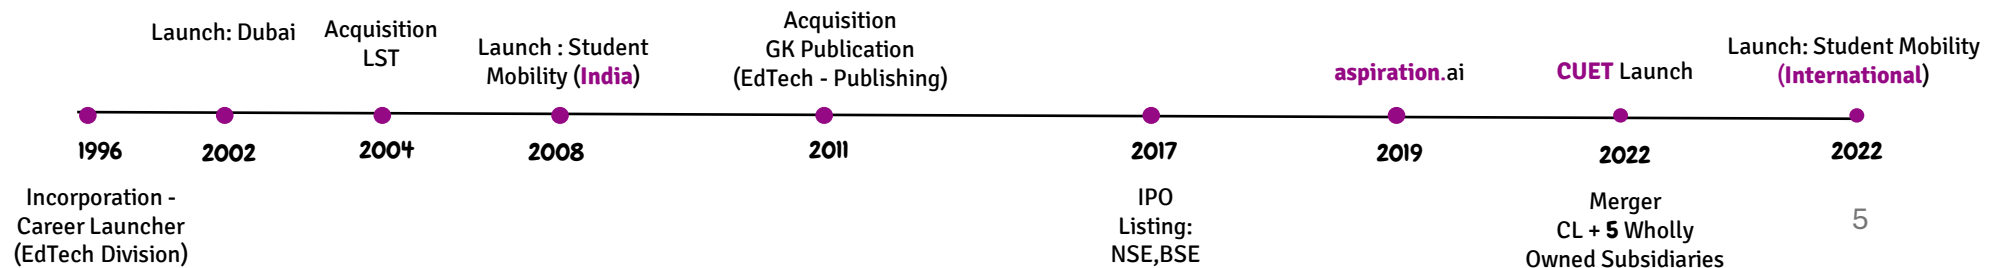 Launch: Dubai
Acquisition
LST
Launch : Student
Mobility (India)
Acquisition
GK Publication
(EdTech - Publishing)
aspiration.ai
CUET Launch
Launch: Student Mobility
(International)
1996
2002
2004
2008
2011
2017
2019
2022
2022
Incorporation -
Career Launcher
(EdTech Division)
IPO
Listing:
NSE,BSE
Merger
CL + 5 Wholly
Owned Subsidiaries
5